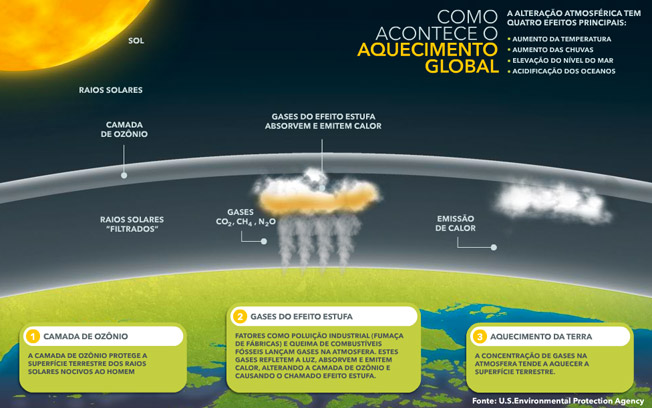 COMO
ACONTECE O
AQUECIMENTO
GLOBAL
A ALTERAÇÃO ATMOSFÉRICA TEM
QUATRO EFEITOS PRINCIPAIS:
• AUMENTO DA TEMPERATURA
• AUMENTO DAS CHUVAS
• ELEVAÇÃO DO NÍVEL DO MAR
• ACIDIFICAÇÃO DOS OCEANOS
SOL
RAIOS SOLARES
CAMADA
DE OZÔNIO
GASES DO EFEITO ESTUFA
ABSORVEM E EMITEM CALOR
RAIOS SOLARES
"FILTRADOS"
GASES
CO₂, CH₄ , N₂O
EMISSÃO
DE CALOR
1 CAMADA DE OZÔNIO
A CAMADA DE OZÔNIO PROTEGE A
SUPERFÍCIE TERRESTRE DOS RAIOS
SOLARES NOCIVOS AO HOMEM
2 GASES DO EFEITO ESTUFA
FATORES COMO POLUIÇÃO INDUSTRIAL (FUMAÇA
DE FÁBRICAS) E QUEIMA DE COMBUSTÍVEIS
FÓSSEIS LANÇAM GASES NA ATMOSFERA. ESTES
GASES REFLETEM A LUZ, ABSORVEM E EMITEM
CALOR, ALTERANDO A CAMADA DE OZÔNIO E
CAUSANDO O CHAMADO EFEITO ESTUFA.
3 AQUECIMENTO DA TERRA
A CONCENTRAÇÃO DE GASES NA
ATMOSFERA TENDE A AQUECER A
SUPERFÍCIE TERRESTRE.
Fonte: U.S.Environmental Protection Agency